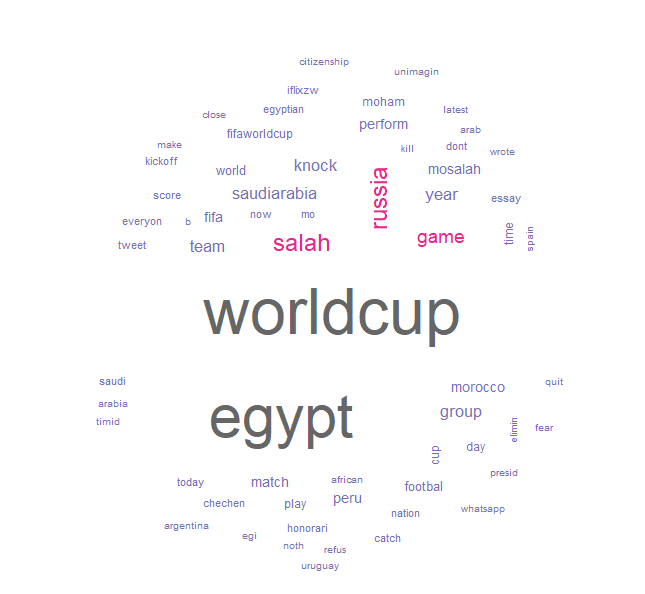 citizenship
unimagin
iflixzw
moham
egyptian
latest
close
perform
arab
fifaworldcup
make
kill
dont
wrote
kickoff
knock
world
mosalah
russia
score
saudiarabia
year
essay
now
mo
fifa
everyon
b
time
spain
tweet
team
salah
game
worldcup
saudi
morocco
quit
arabia
egypt
group
timid
elimin
fear
cup
day
presid
today
match
african
footbal
chechen
play
peru
whatsapp
nation
argentina
honorari
egi
catch
noth
refus
uruguay